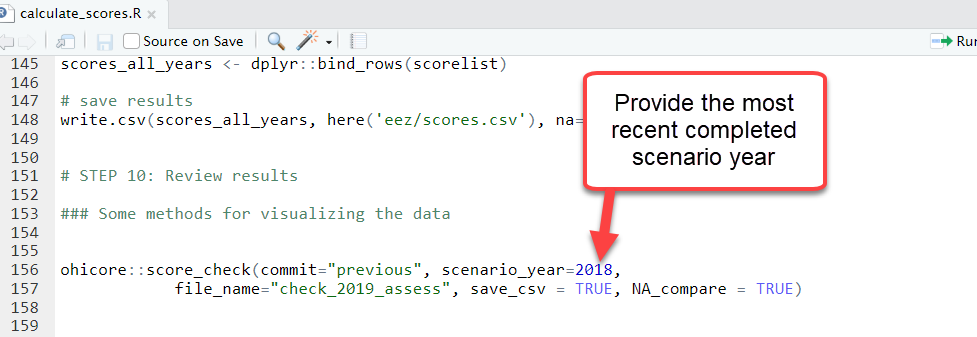 calculate_scores.R
Source on Save
Run
145 scores_all_years <- dplyr::bind_rows(scorelist)
146
147 # save results
148 write.csv(scores_all_years, here('eez/scores.csv'), na=
149
150
151 # STEP 10: Review results
152
153 ### Some methods for visualizing the data
154
155
156 ohicore::score_check(commit="previous", scenario_year=2018,
157 file_name="check_2019_assess", save_csv = TRUE, NA_compare = TRUE)
158
159
Provide the most
recent completed
scenario year